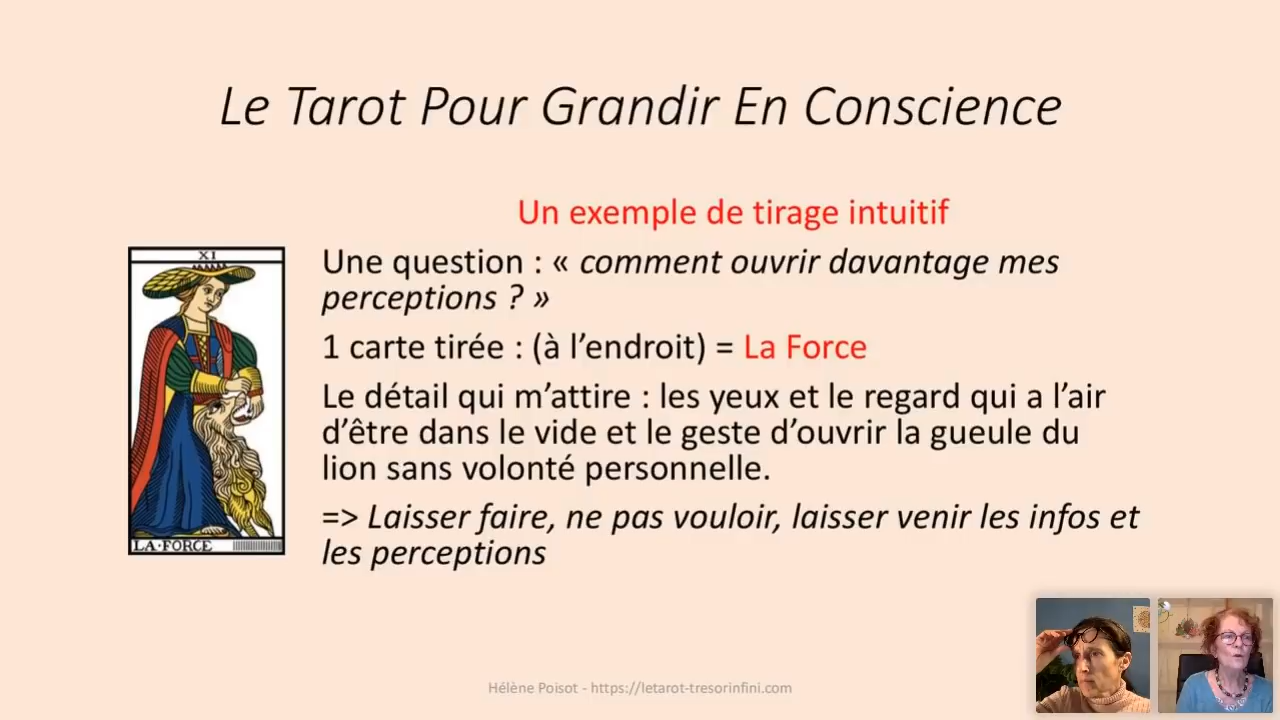 Le Tarot Pour Grandir En Conscience
Un exemple de tirage intuitif
Une question : « comment ouvrir davantage mes
perceptions ? »
1 carte tirée : (à l’endroit) = La Force
Le détail qui m’attire : les yeux et le regard qui a l’air
d’être dans le vide et le geste d’ouvrir la gueule du
lion sans volonté personnelle.
=> Laisser faire, ne pas vouloir, laisser venir les infos et
les perceptions
XI
LA·FORCE
Hélène Poisot - https://letarot-tresorinfini.com